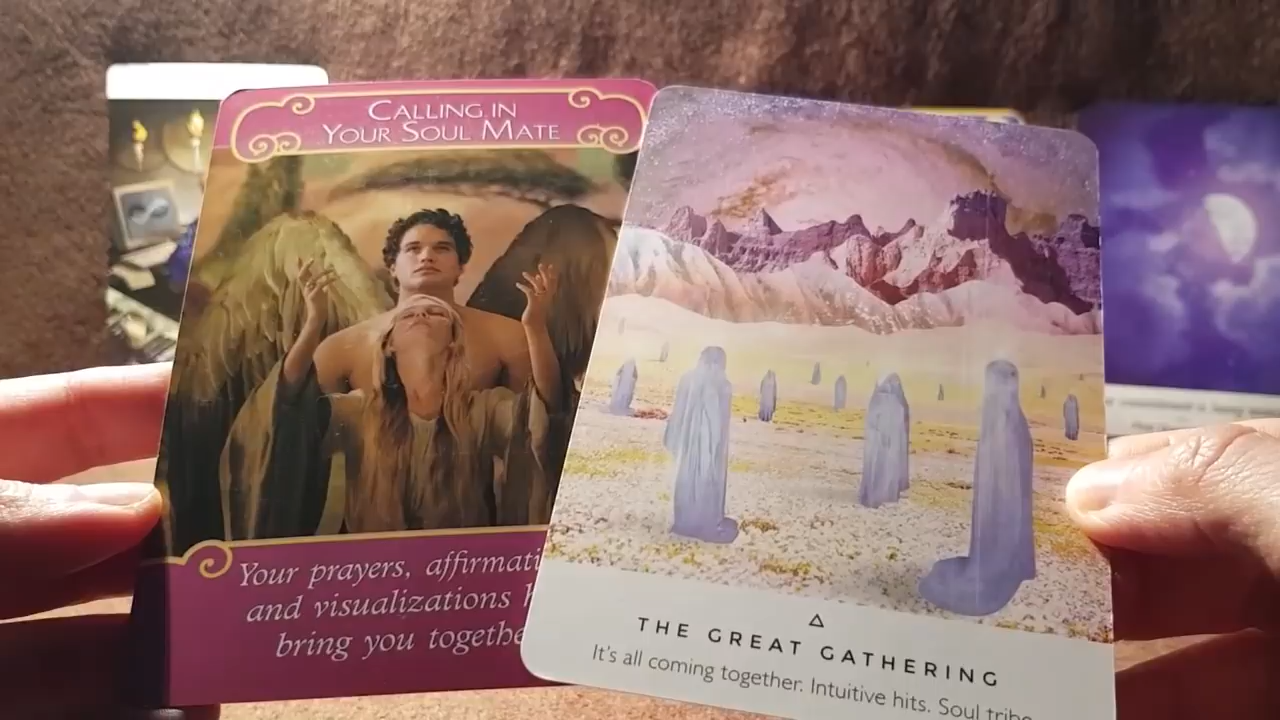 CALLING IN
YOUR SOUL MATE
Your prayers, affirmati
and visualizations h
bring you togethe
THE GREAT GATHERING
It's all coming together. Intuitive hits. Soul tribe